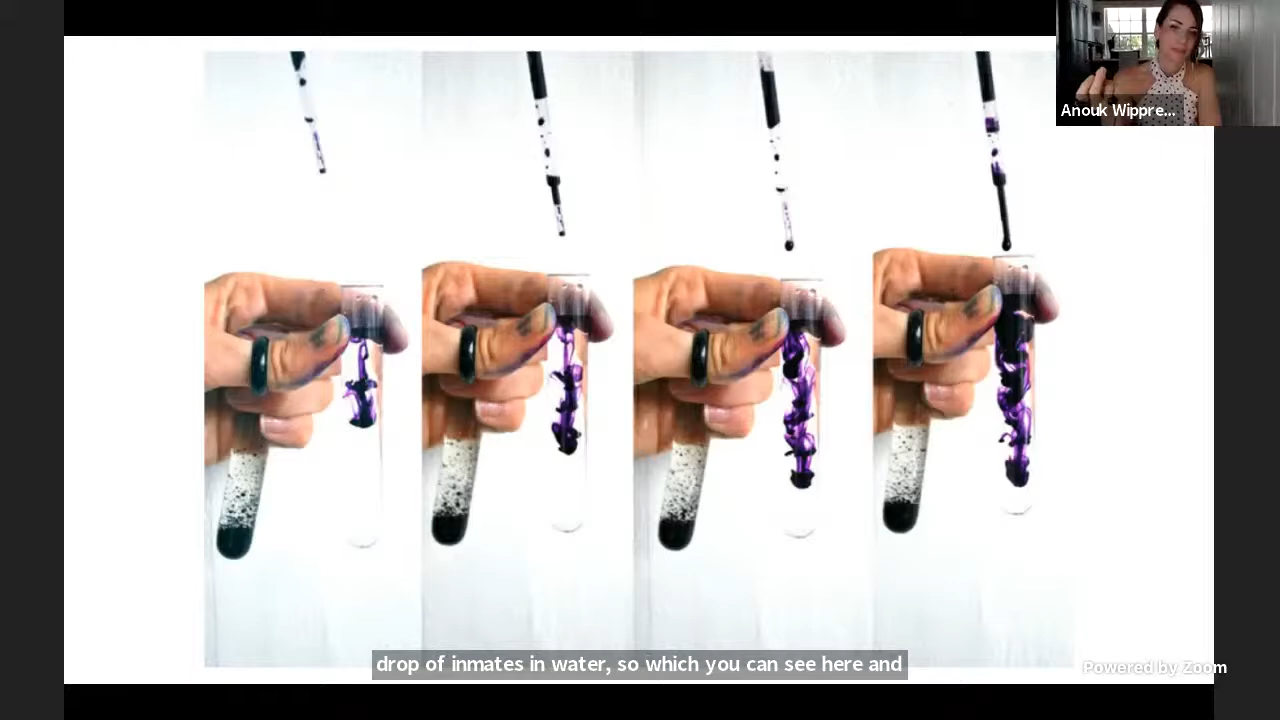 Anouk Wippre...
drop of inmates in water, so which you can see here and
Powered by Zoom